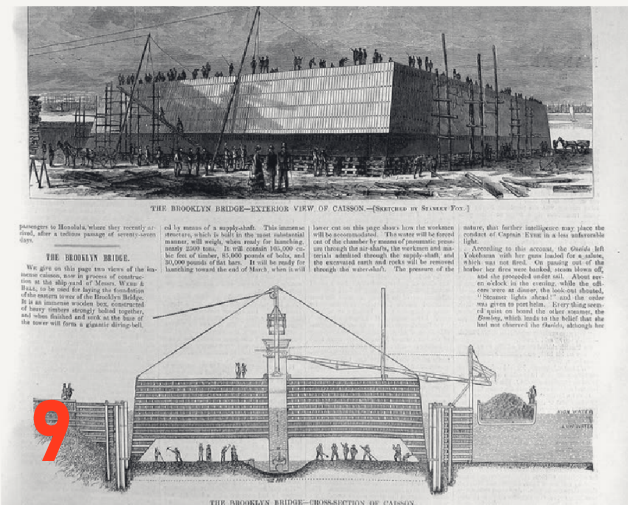 THE BROOKLYN BRIDGE—EXTERIOR VIEW OF CAISSON.—[Sketched by Stanley Fox.]
passengers to Honolulu, where they recently ar-
rived, after a tedious passage of seventy-seven
days.
THE BROOKLYN BRIDGE.
We give on this page two views of the im-
mense caisson, now in process of construc-
tion at the ship yard of Messrs. Webb &
Bell, to be used for laying the foundation
of the eastern tower of the Brooklyn Bridge.
It is an immense wooden box, constructed
of heavy timbers strongly bolted together,
and when finished and sunk at the base of
the tower will form a gigantic diving-bell,
ed by means of a supply-shaft. This immense
structure, which is built in the most substantial
manner, will weigh, when ready for launching,
nearly 2500 tons. It will contain 105,000 cu-
bic feet of timber, 85,000 pounds of bolts, and
50,000 pounds of flat bars. It will be ready for
launching toward the end of March, when it will
lower cut on this page shows how the workmen
will be accommodated. The water will be forced
out of the chamber by means of pneumatic press-
ure through the air-shafts, the workmen and ma-
terials admitted through the supply-shaft, and
the excavated earth and rocks will be removed
through the water-shaft. The pressure of the
nature, that further intelligence may place the
conduct of Captain Eyre in a less unfavorable
light.
According to this account, the Oneida left
Yokohama with her guns loaded for a salute,
which was not fired. On passing out of the
harbor her fires were banked, steam blown off,
and she proceeded under sail. About sev-
en o'clock in the evening, while the offi-
cers were at dinner, the look-out shouted,
"Steamer lights ahead!" and the order
was given to port helm. Every thing seem-
ed quiet on board the other steamer, the
Bombay, which leads to the belief that she
had not observed the Oneida, although her
9
HIGH WATER
LOW WATER
THE BROOKLYN BRIDGE—CROSS-SECTION OF CAISSON.